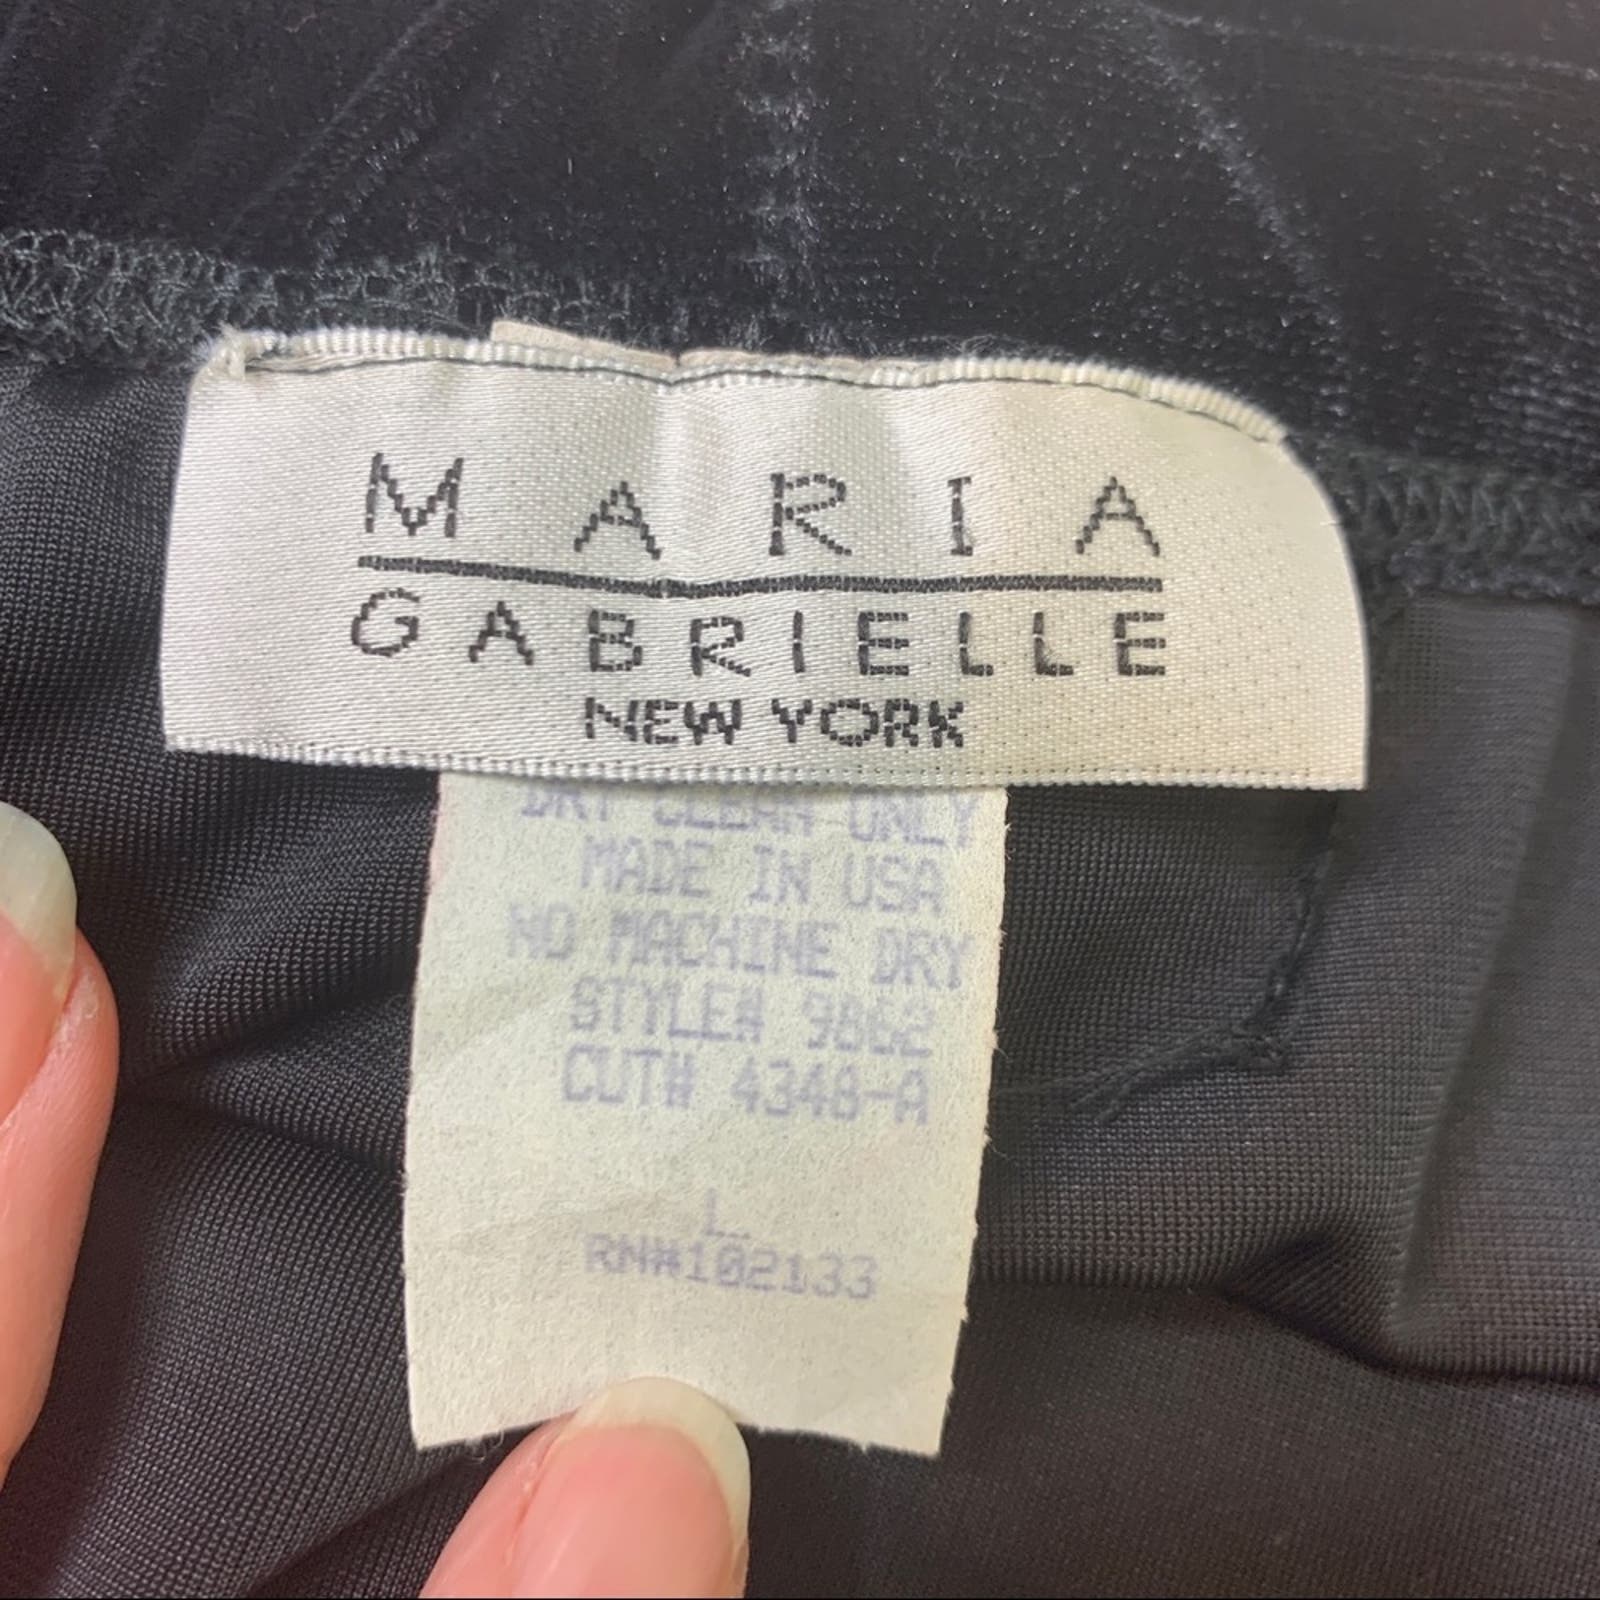 MARIA
GABRIELLE
NEW YORK
DRY CLEAN ONLY
MADE IN USA
NO MACHINE DRY
STYLE# 9862
CUT# 4348-A
L
RN#102133